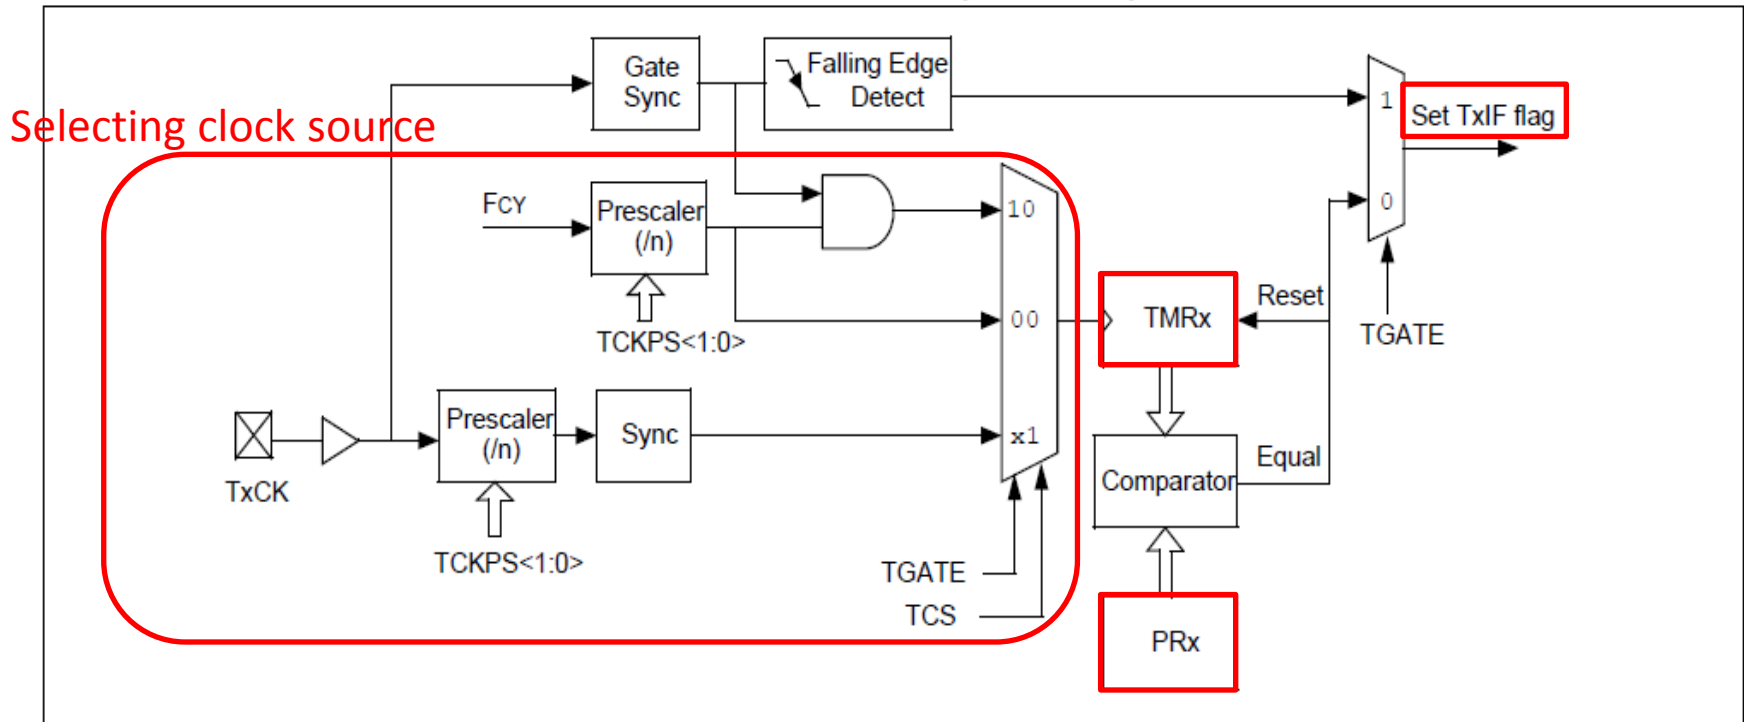 Gate
Sync
Falling Edge
Detect
1
Set TxIF flag
Selecting clock source
FCY
Prescaler
(/n)
10
0
TCKPS<1:0>
00
TMRx
Reset
TGATE
TxCK
Prescaler
(/n)
Sync
x1
Equal
Comparator
TCKPS<1:0>
TGATE
TCS
PRx